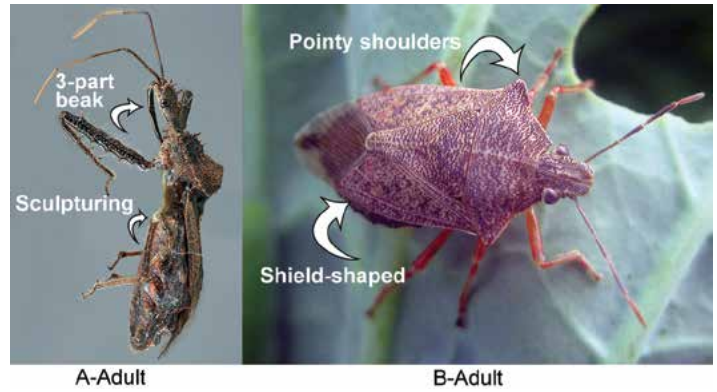 3-part
beak
Sculpturing
Pointy shoulders
Shield-shaped
A-Adult
B-Adult